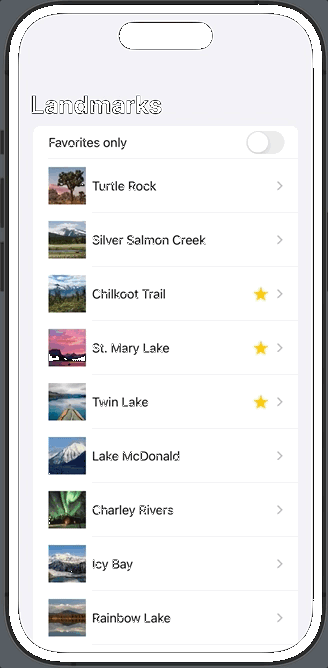 Landmarks
Favorites only
Turtle Rock
Silver Salmon Creek
Chilkoot Trail
St. Mary Lake
Twin Lake
Lake McDonald
Charley Rivers
Icy Bay
Rainbow Lake